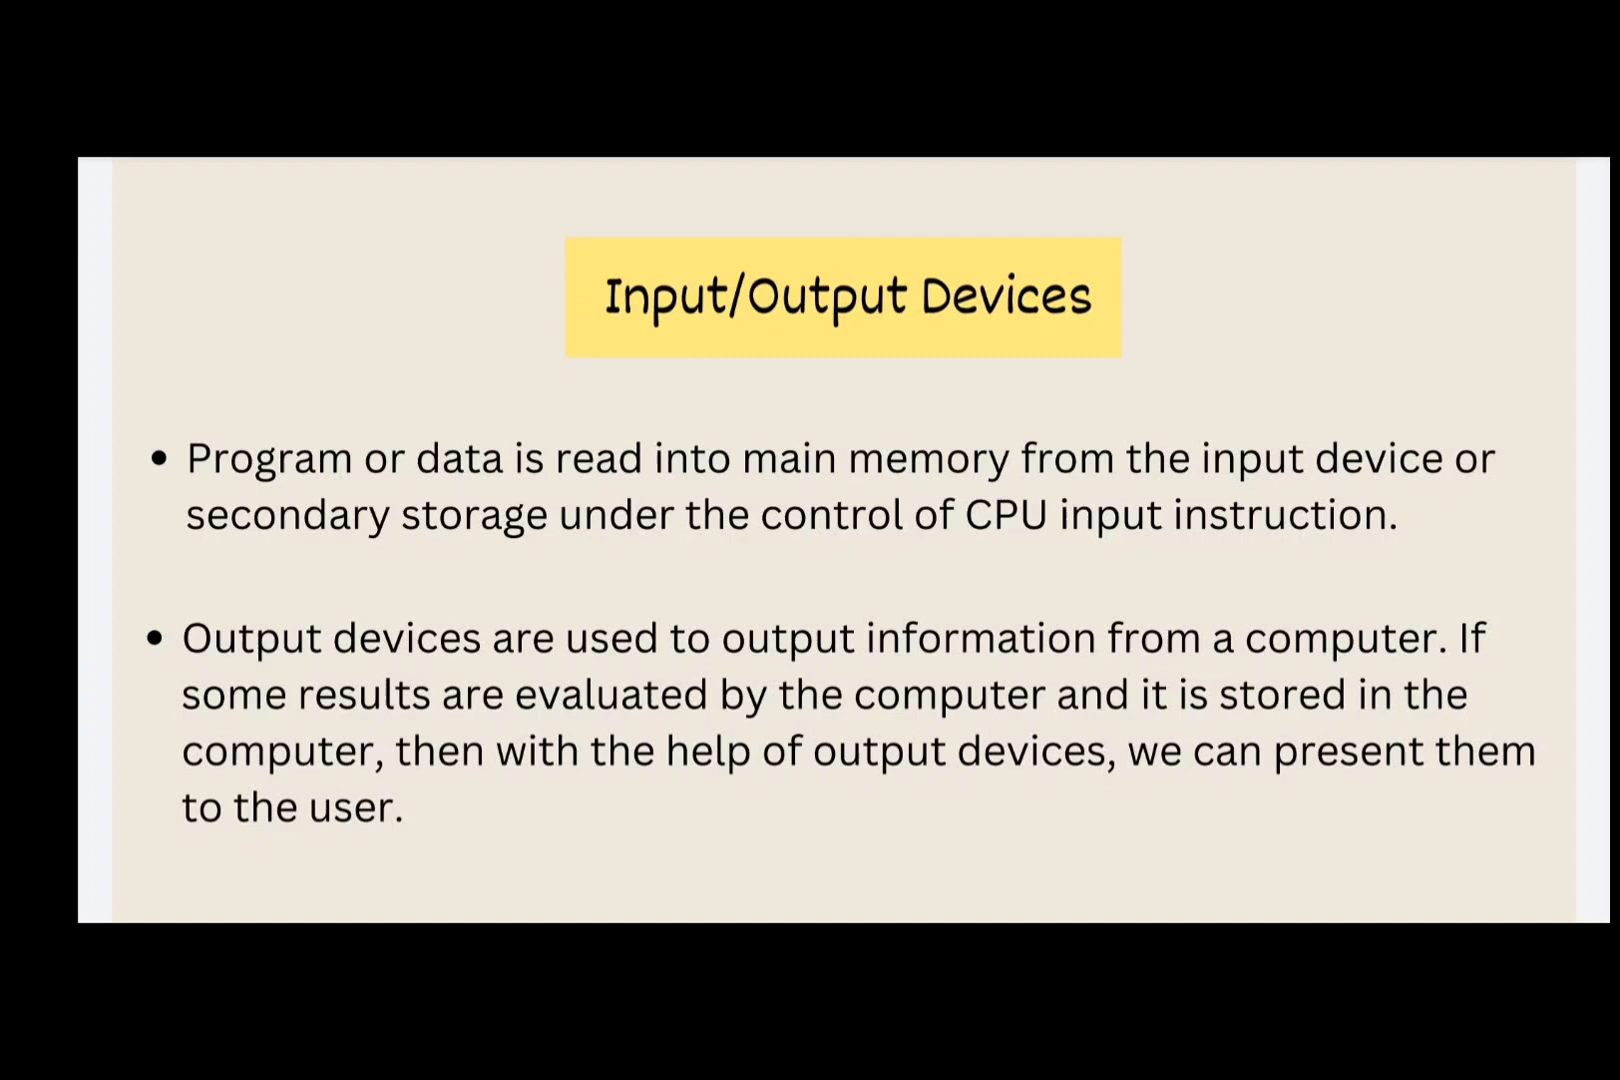 Input/Output Devices
• Program or data is read into main memory from the input device or
secondary storage under the control of CPU input instruction.
• Output devices are used to output information from a computer. If
some results are evaluated by the computer and it is stored in the
computer, then with the help of output devices, we can present them
to the user.